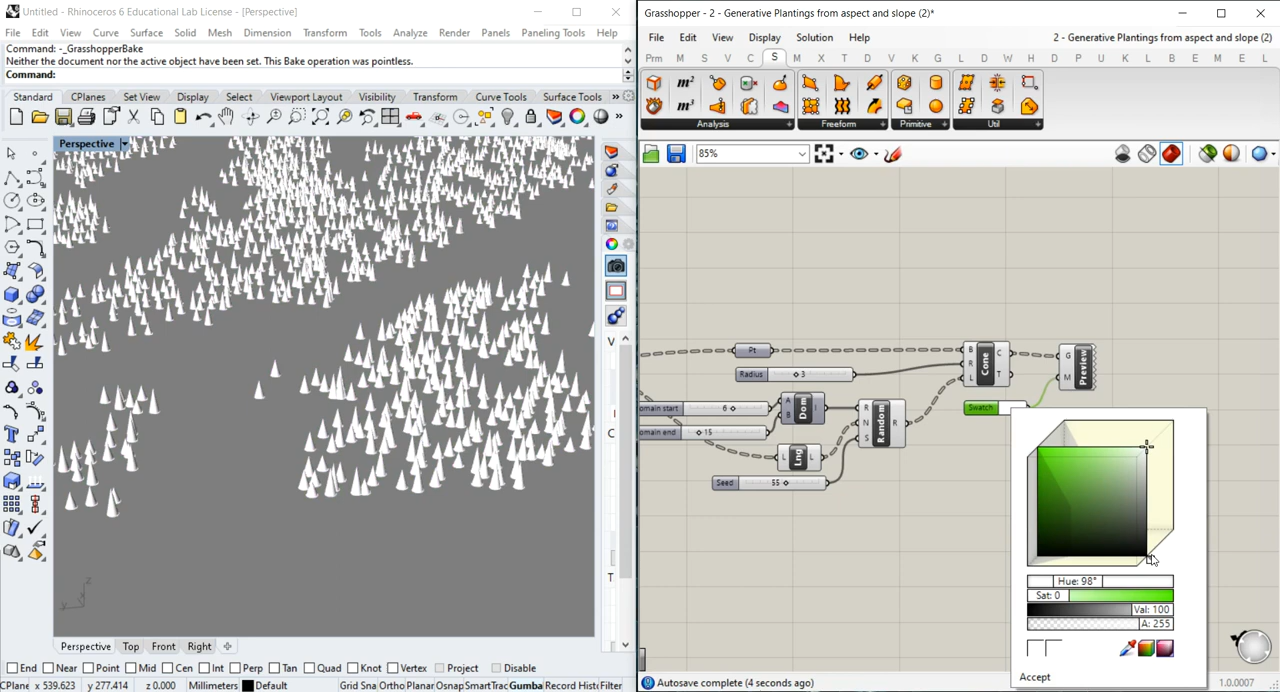 Untitled - Rhinoceros 6 Educational Lab License - [Perspective]
File Edit View Curve Surface Solid Mesh Dimension Transform Tools Analyze Render Panels Paneling Tools Help
Command: -_GrasshopperBake
Neither the document nor the active object have been set. This Bake operation was pointless.
Command:
Standard CPlanes Set View Display Select Viewport Layout Visibility Transform Curve Tools Surface Tools »
Perspective
V
C
T
z
y
Perspective Top Front Right
End Near Point Mid Cen Int Perp Tan Quad Knot Vertex Project Disable
CPlane x 539.623 y 277.414 z 0.000 Millimeters Default Grid Sna Ortho Planar Osnap SmartTrac Gumba Record Histo Filter
Grasshopper - 2 - Generative Plantings from aspect and slope (2)*
File Edit View Display Solution Help
2 - Generative Plantings from aspect and slope (2)
Prm M S V C S M X T D V K G L D W H D P U E M E L
m²
m³
Analysis Freeform Primitive Util
85%
Pt
Radius 3
omain start 6
omain end 15
A B Dom I
L Lng L
Seed 55
R N S Random R
B R L Cone C T
G M Preview
Swatch
Hue: 98°
Sat: 0
Val: 100
A: 255
Accept
Autosave complete (4 seconds ago)
1.0.0007